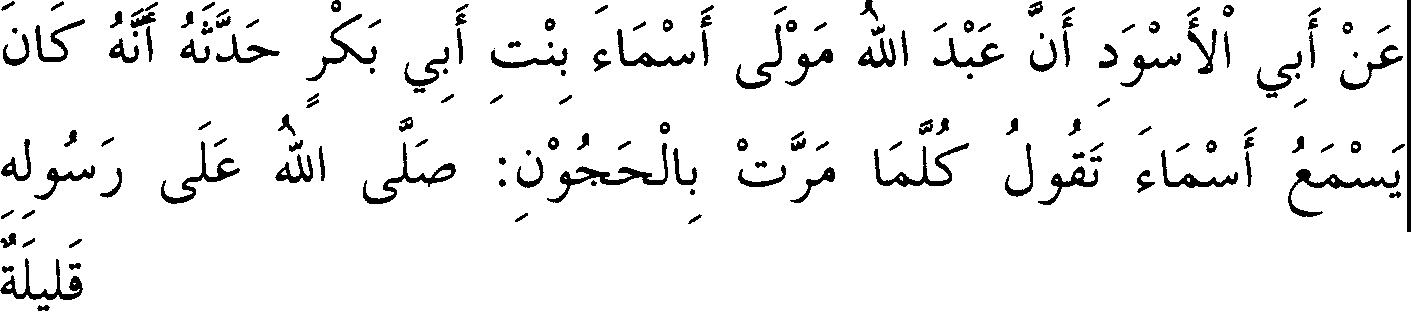 عَنْ أَبِي الْأَسْوَدِ أَنَّ عَبْدَ اللهُ مَوْلَى أَسْمَاءَ بِنْتِ أَبِي بَكْرٍ حَدَّثَهُ أَنَّهُ كَانَ
يَسْمَعُ أَسْمَاءَ تَقُولُ كُلَّمَا مَرَّتْ بِالْحَجُوْنِ: صَلَّى اللهُ عَلَى رَسُولِهِ
قَلِيلَةٌ